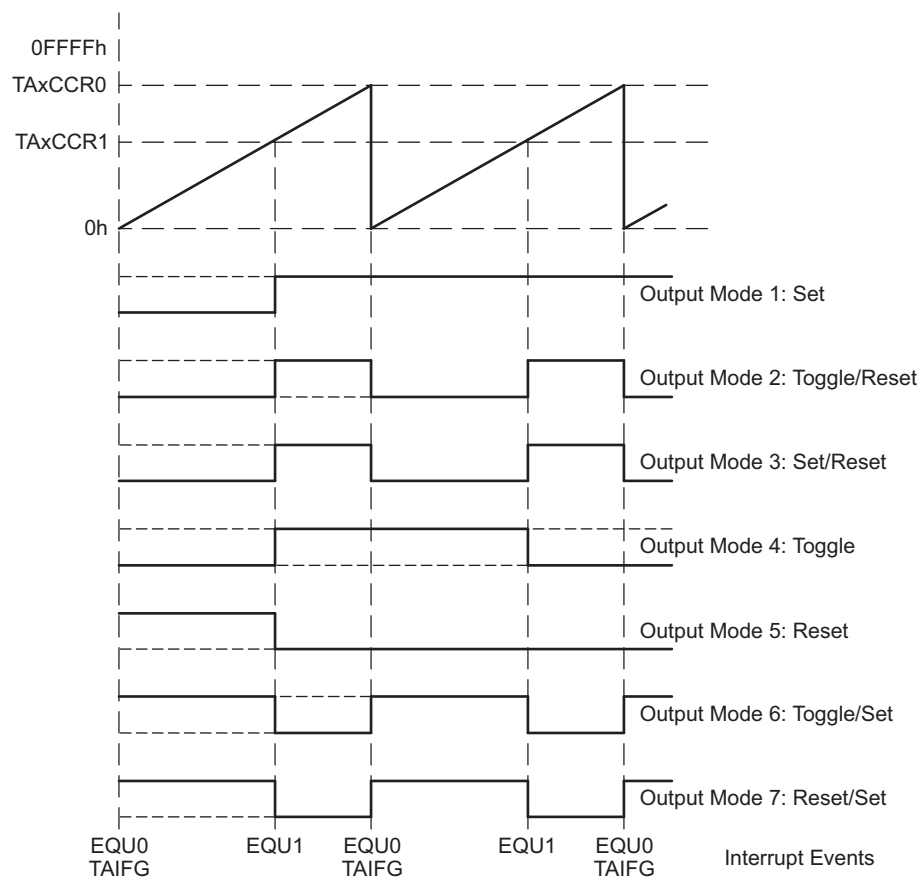 0FFFFh
TAxCCR0
TAxCCR1
0h
Output Mode 1: Set
Output Mode 2: Toggle/Reset
Output Mode 3: Set/Reset
Output Mode 4: Toggle
Output Mode 5: Reset
Output Mode 6: Toggle/Set
Output Mode 7: Reset/Set
EQU0 EQU1 EQU0 EQU1 EQU0 Interrupt Events
TAIFG TAIFG TAIFG